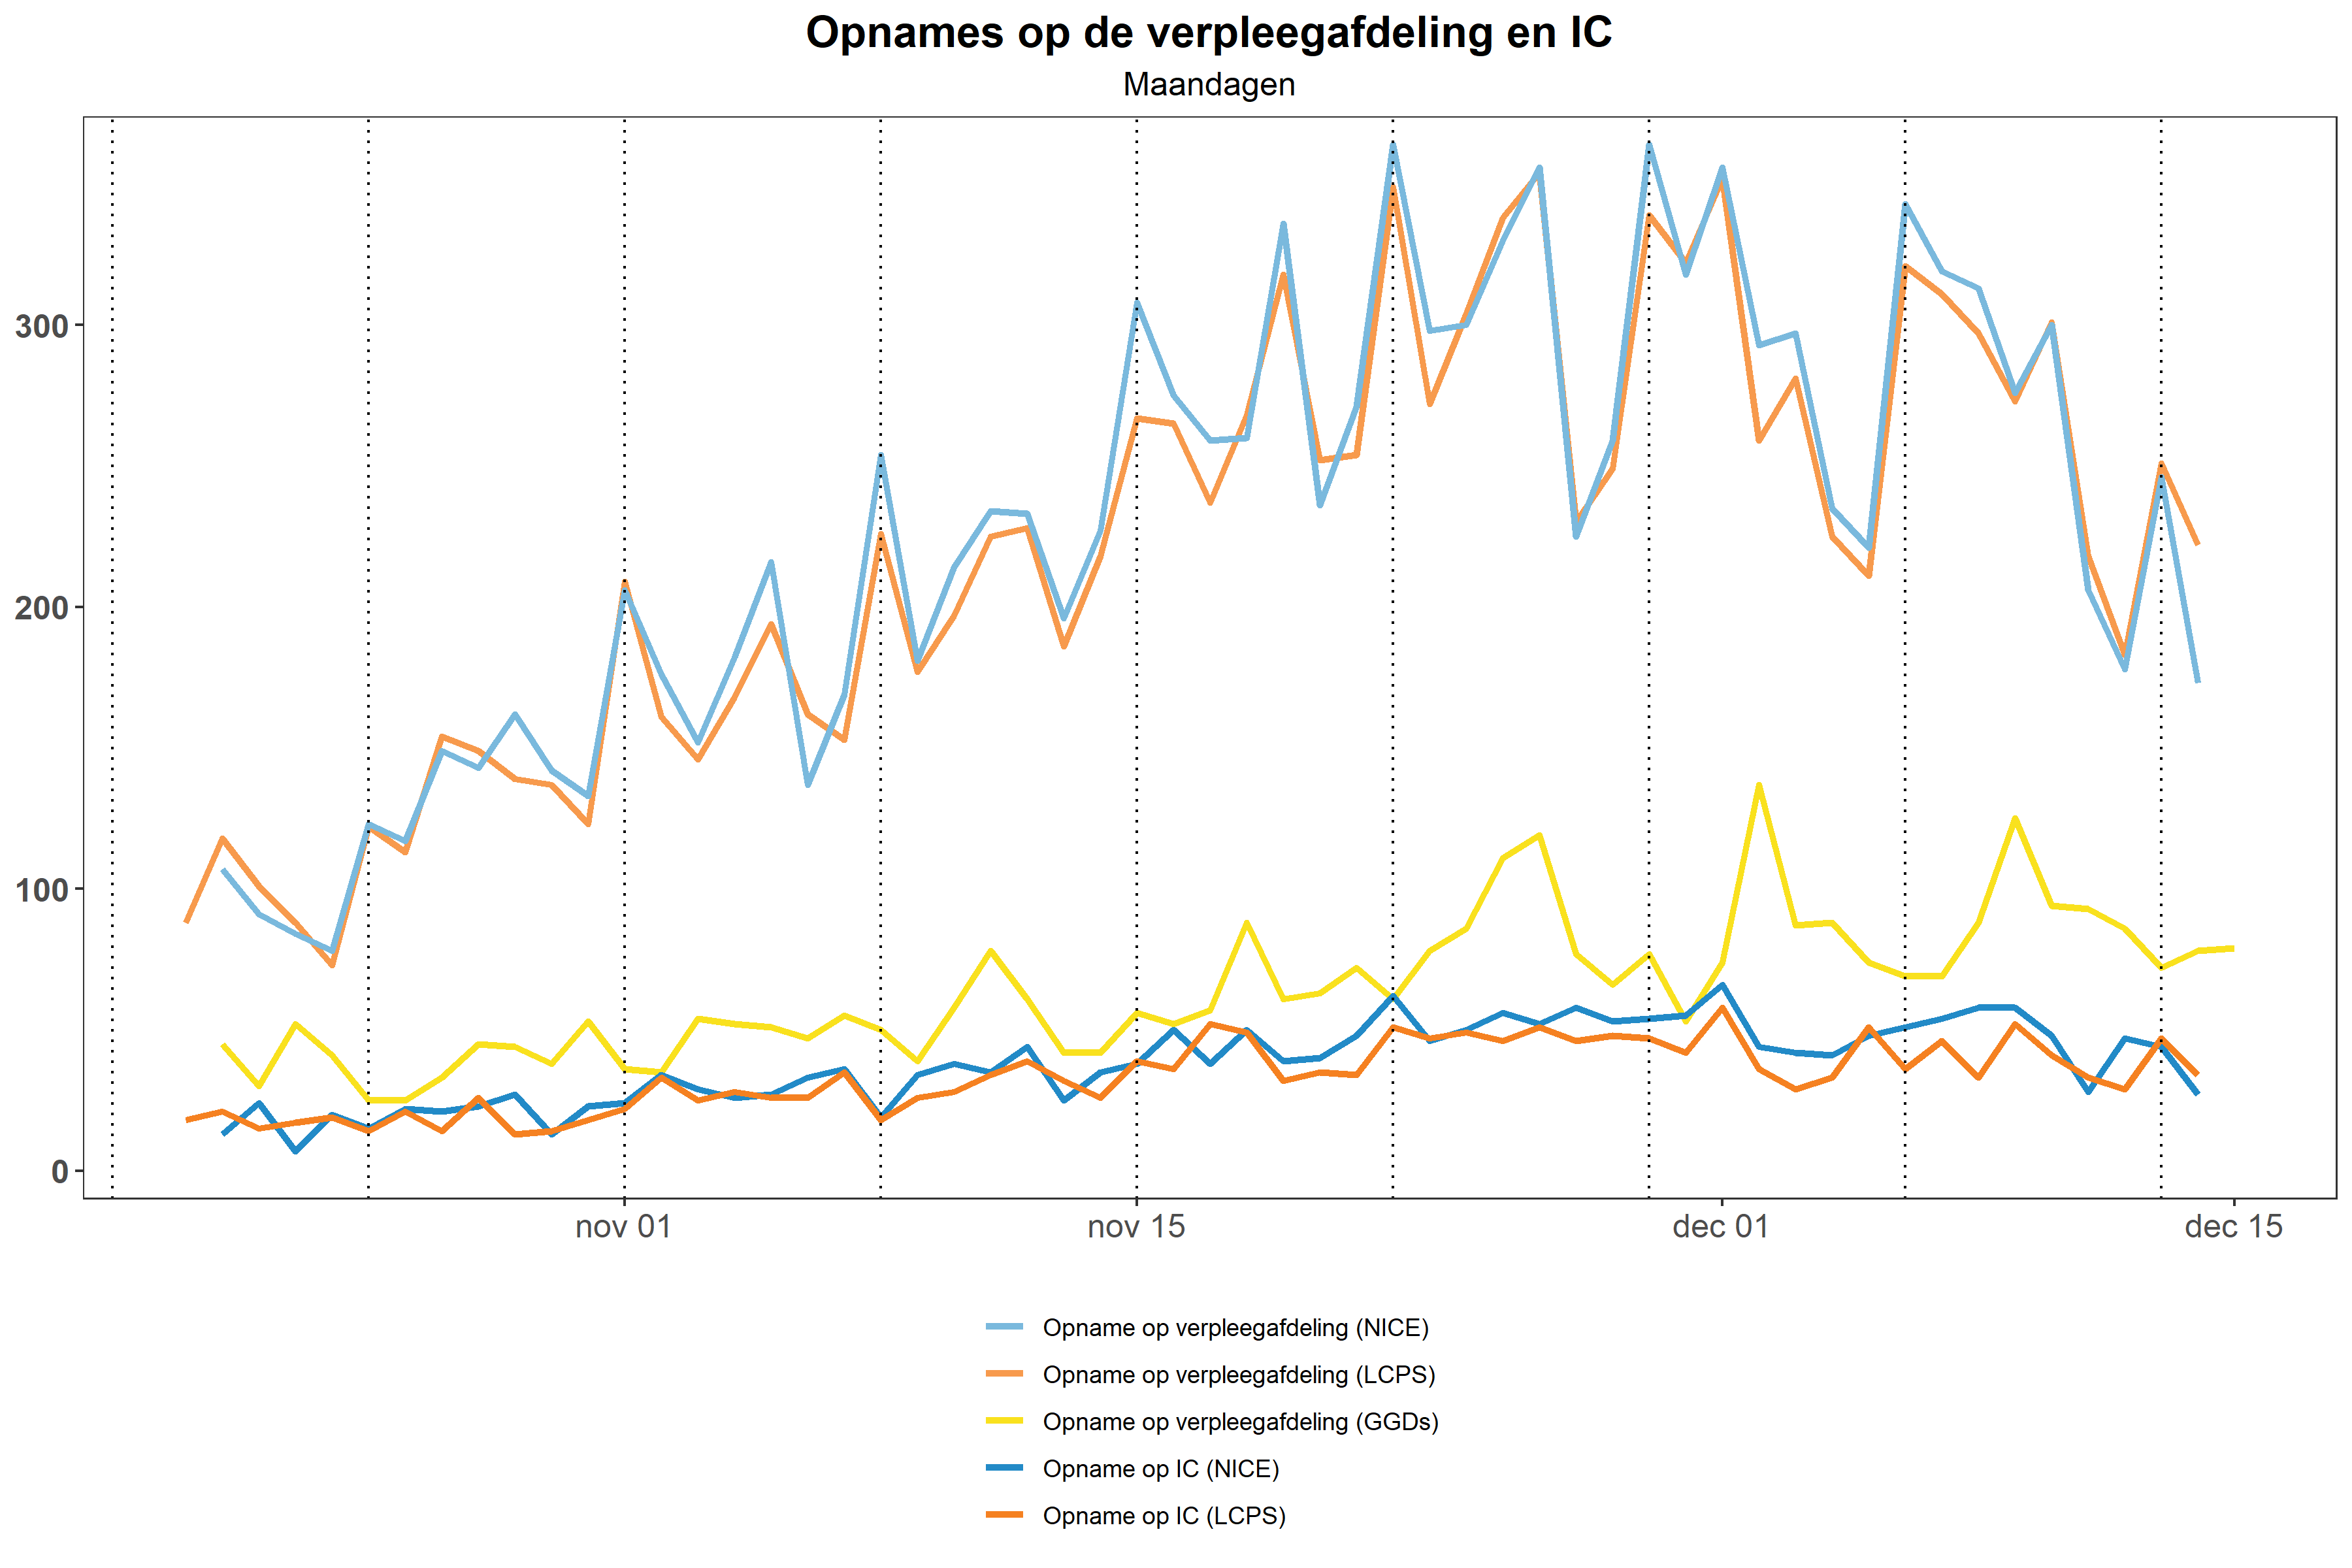 Opnames op de verpleegafdeling en IC
Maandagen
300
200
100
0
nov 01
nov 15
dec 01
dec 15
Opname op verpleegafdeling (NICE)
Opname op verpleegafdeling (LCPS)
Opname op verpleegafdeling (GGDs)
Opname op IC (NICE)
Opname op IC (LCPS)